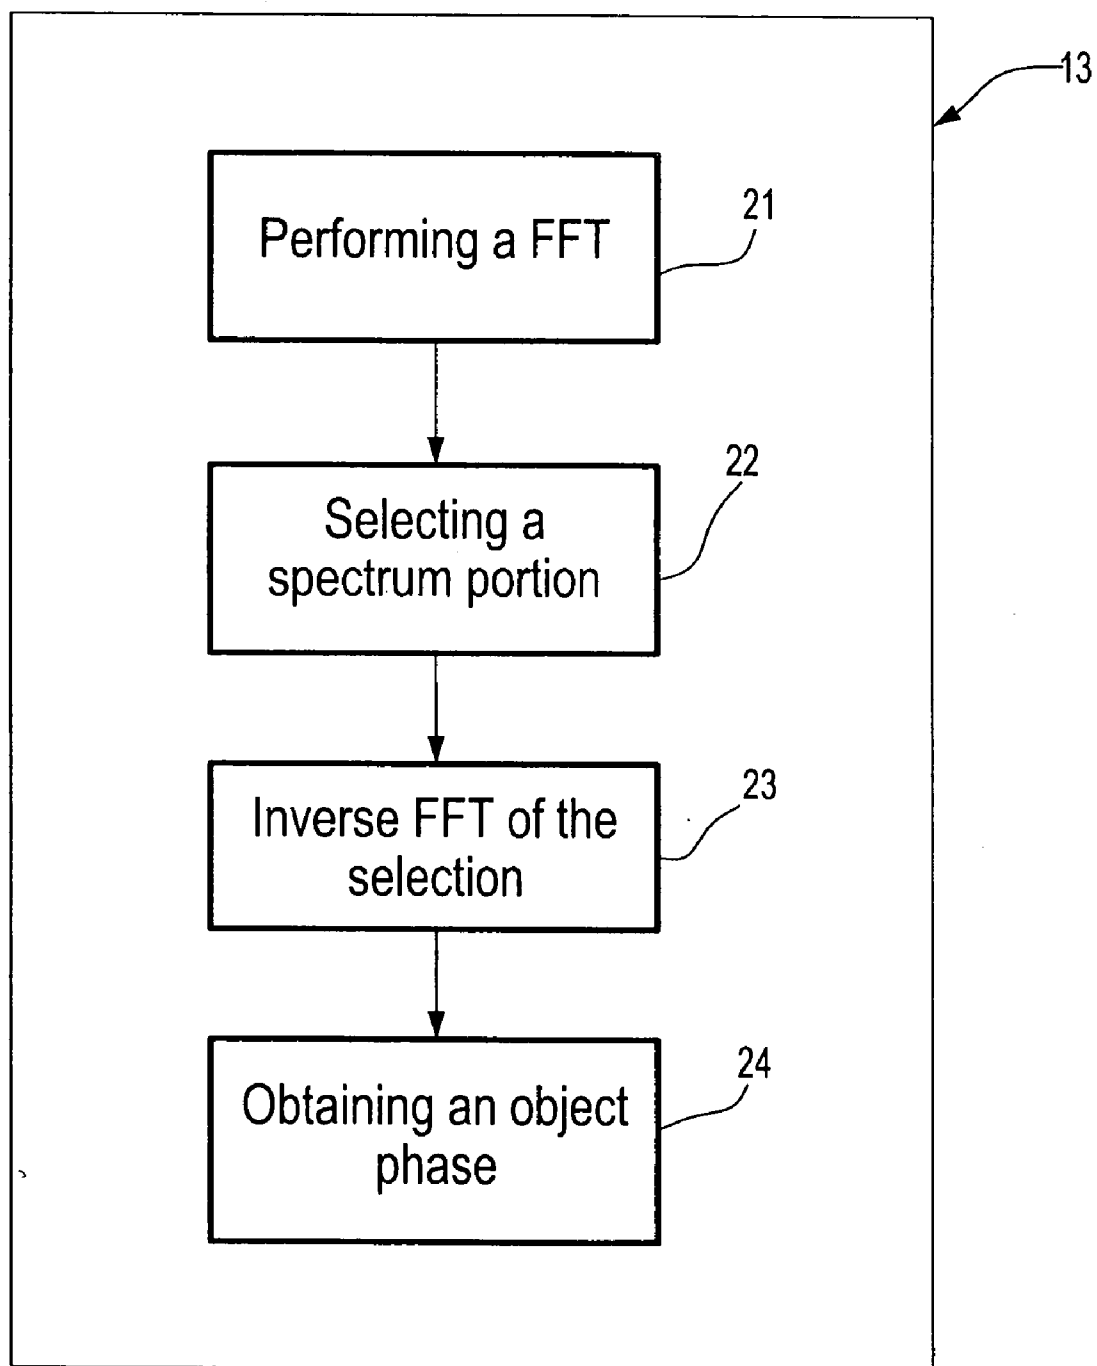 13
Performing a FFT
21
Selecting a
spectrum portion
22
Inverse FFT of the
selection
23
Obtaining an object
phase
24